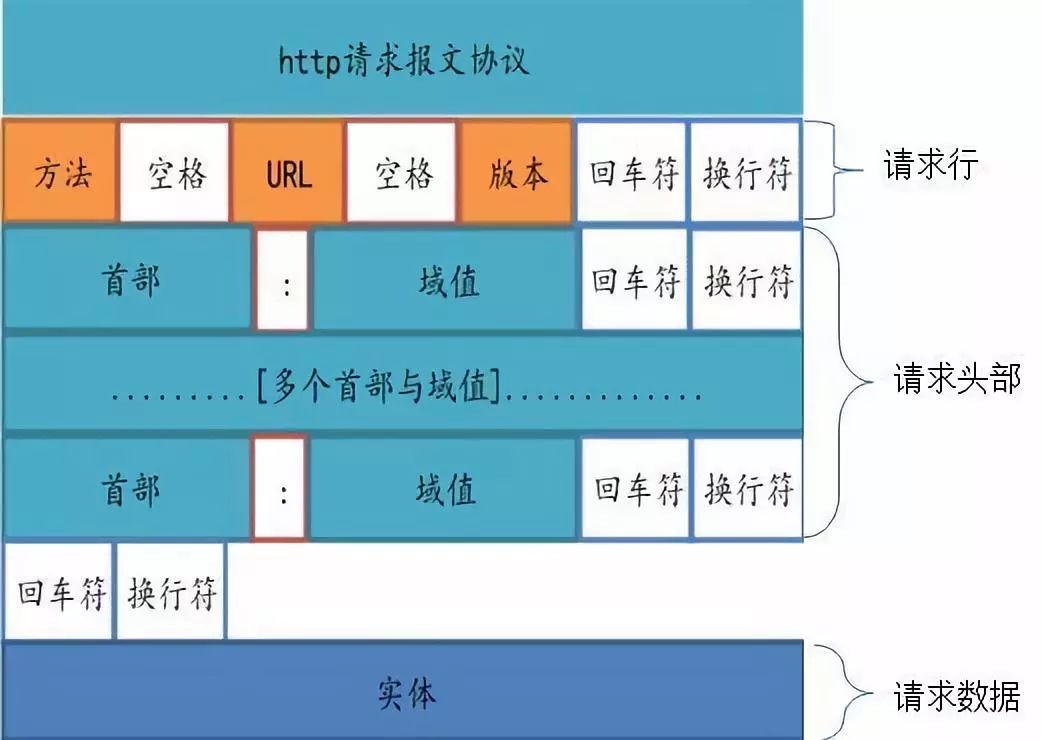 http请求报文协议
方法 空格 URL 空格 版本 回车符 换行符 请求行
首部 : 域值 回车符 换行符
.........[多个首部与域值]............. 请求头部
首部 : 域值 回车符 换行符
回车符 换行符
实体 请求数据